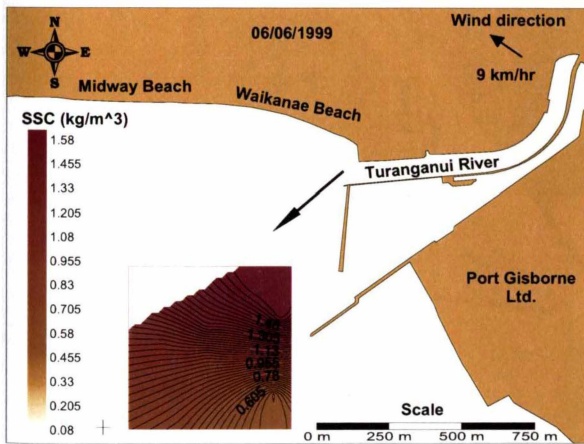 06/06/1999
Wind direction
9 km/hr
N
W E
S
Midway Beach
Waikanae Beach
Turanganui River
Port Gisborne
Ltd.
SSC (kg/m^3)
1.58
1.455
1.33
1.205
1.08
0.955
0.83
0.705
0.58
0.455
0.33
0.205
0.08
0.78
0.605
Scale
0 m 250 m 500 m 750 m